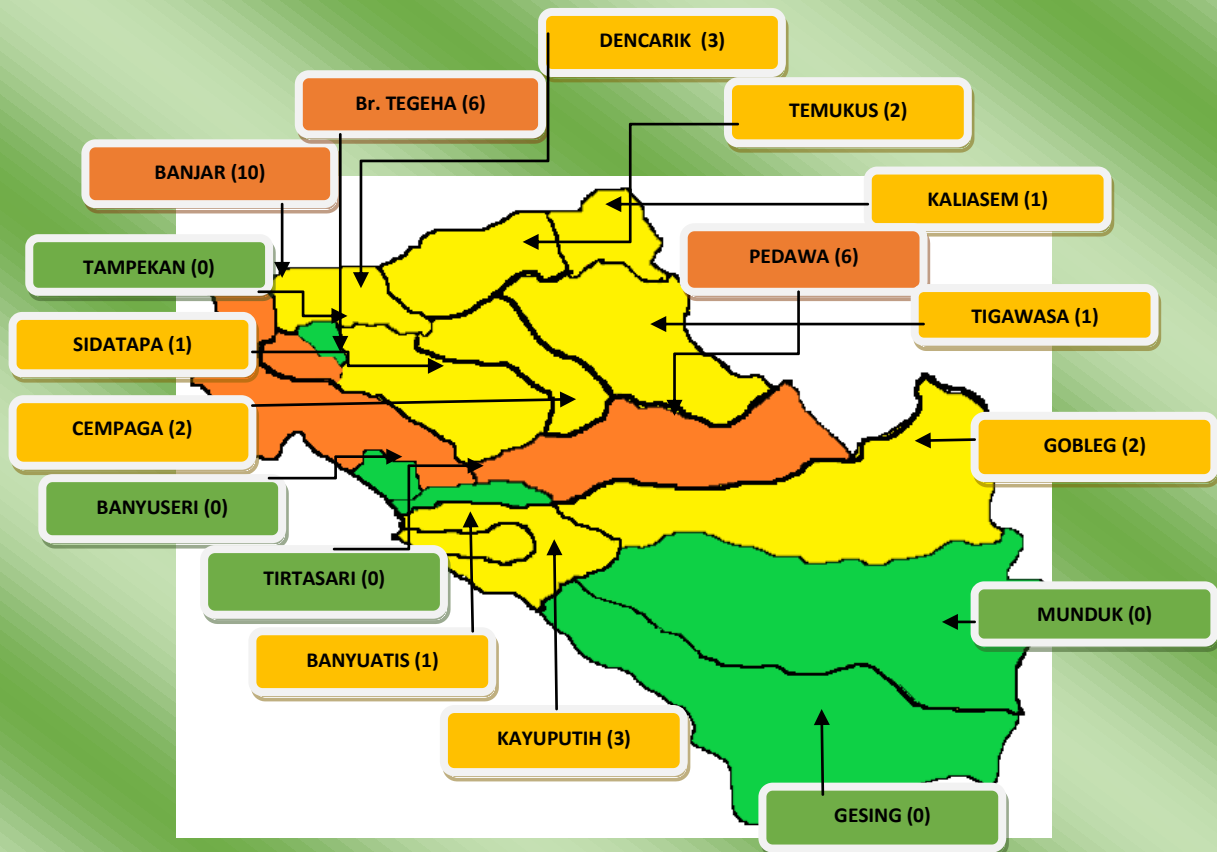 DENCARIK (3)
Br. TEGEHA (6)
TEMUKUS (2)
BANJAR (10)
KALIASEM (1)
TAMPEKAN (0)
PEDAWA (6)
SIDATAPA (1)
TIGAWASA (1)
CEMPAGA (2)
GOBLEG (2)
BANYUSERI (0)
TIRTASARI (0)
MUNDUK (0)
BANYUATIS (1)
KAYUPUTIH (3)
GESING (0)